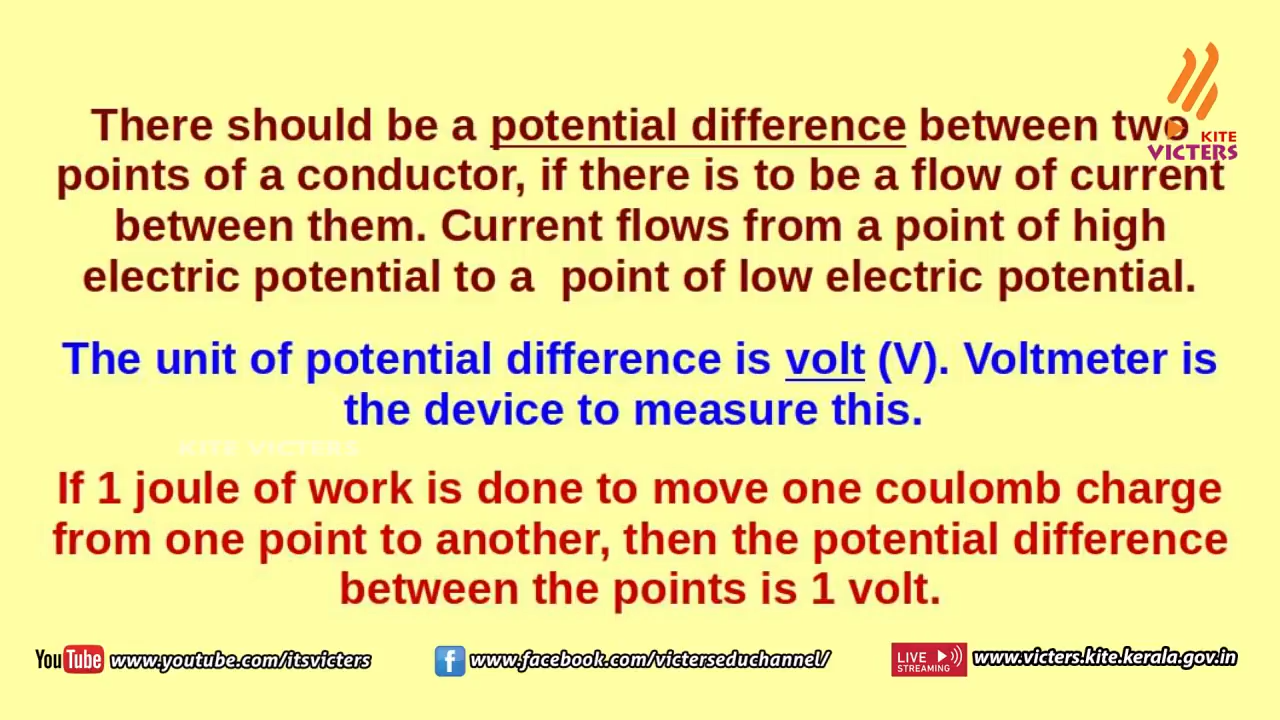 There should be a potential difference between two
points of a conductor, if there is to be a flow of current
between them. Current flows from a point of high
electric potential to a point of low electric potential.
KITE
VICTERS
The unit of potential difference is volt (V). Voltmeter is
the device to measure this.
KITE VICTERS
If 1 joule of work is done to move one coulomb charge
from one point to another, then the potential difference
between the points is 1 volt.
YouTube www.youtube.com/itsvicters
f www.facebook.com/victerseduchannel/
LIVE
STREAMING
www.victers.kite.kerala.gov.in